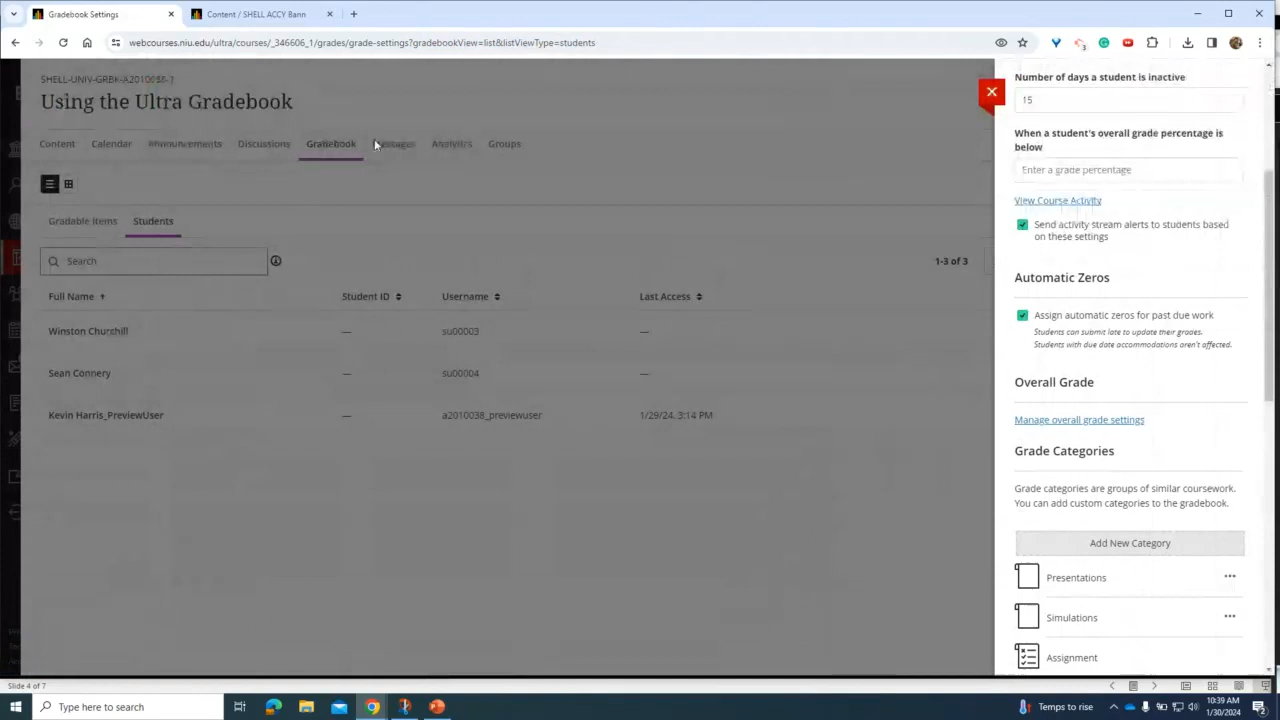 Gradebook Settings
Content / SHELL ACCY Bann
webcourses.niu.edu/ultra/courses/_346606_1/grades/grade-settings?gradebookView=list&listViewType=students
3
SHELL-UNIV-GRBK-A2010038-1
Using the Ultra Gradebook
Content Calendar Announcements Discussions Gradebook Messages Analytics Groups
Gradable Items Students
Search
1-3 of 3
Full Name Student ID Username Last Access
Winston Churchill — su00003 —
Sean Connery — su00004 —
Kevin Harris_PreviewUser — a2010038_previewuser 1/29/24, 3:14 PM
Number of days a student is inactive
15
When a student's overall grade percentage is
below
Enter a grade percentage
View Course Activity
Send activity stream alerts to students based
on these settings
Automatic Zeros
Assign automatic zeros for past due work
Students can submit late to update their grades.
Students with due date accommodations aren't affected.
Overall Grade
Manage overall grade settings
Grade Categories
Grade categories are groups of similar coursework.
You can add custom categories to the gradebook.
Add New Category
Presentations
Simulations
Assignment
Slide 4 of 7
Type here to search
Temps to rise
10:39 AM
1/30/2024
2